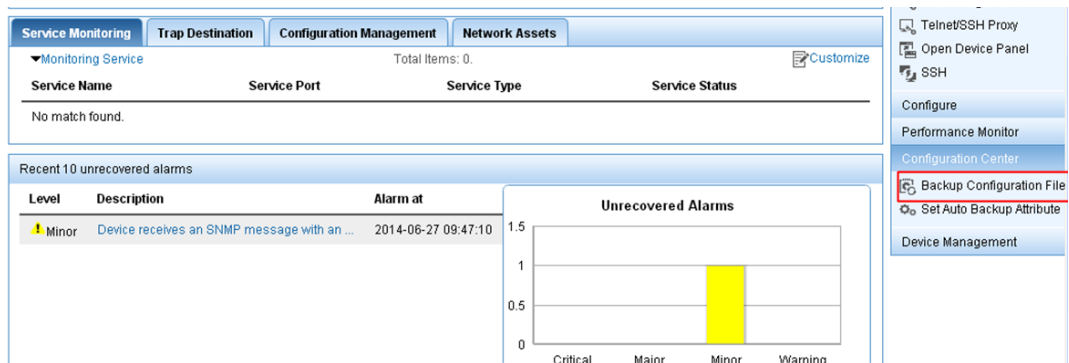 Service Monitoring Trap Destination Configuration Management Network Assets
Monitoring Service Total Items: 0. Customize
Service Name Service Port Service Type Service Status
No match found.
Recent 10 unrecovered alarms
Level Description Alarm at
Minor Device receives an SNMP message with an ... 2014-06-27 09:47:10
Unrecovered Alarms
1.5
1
0.5
0
Critical Major Minor Warning
Telnet/SSH Proxy
Open Device Panel
SSH
Configure
Performance Monitor
Configuration Center
Backup Configuration File
Set Auto Backup Attribute
Device Management